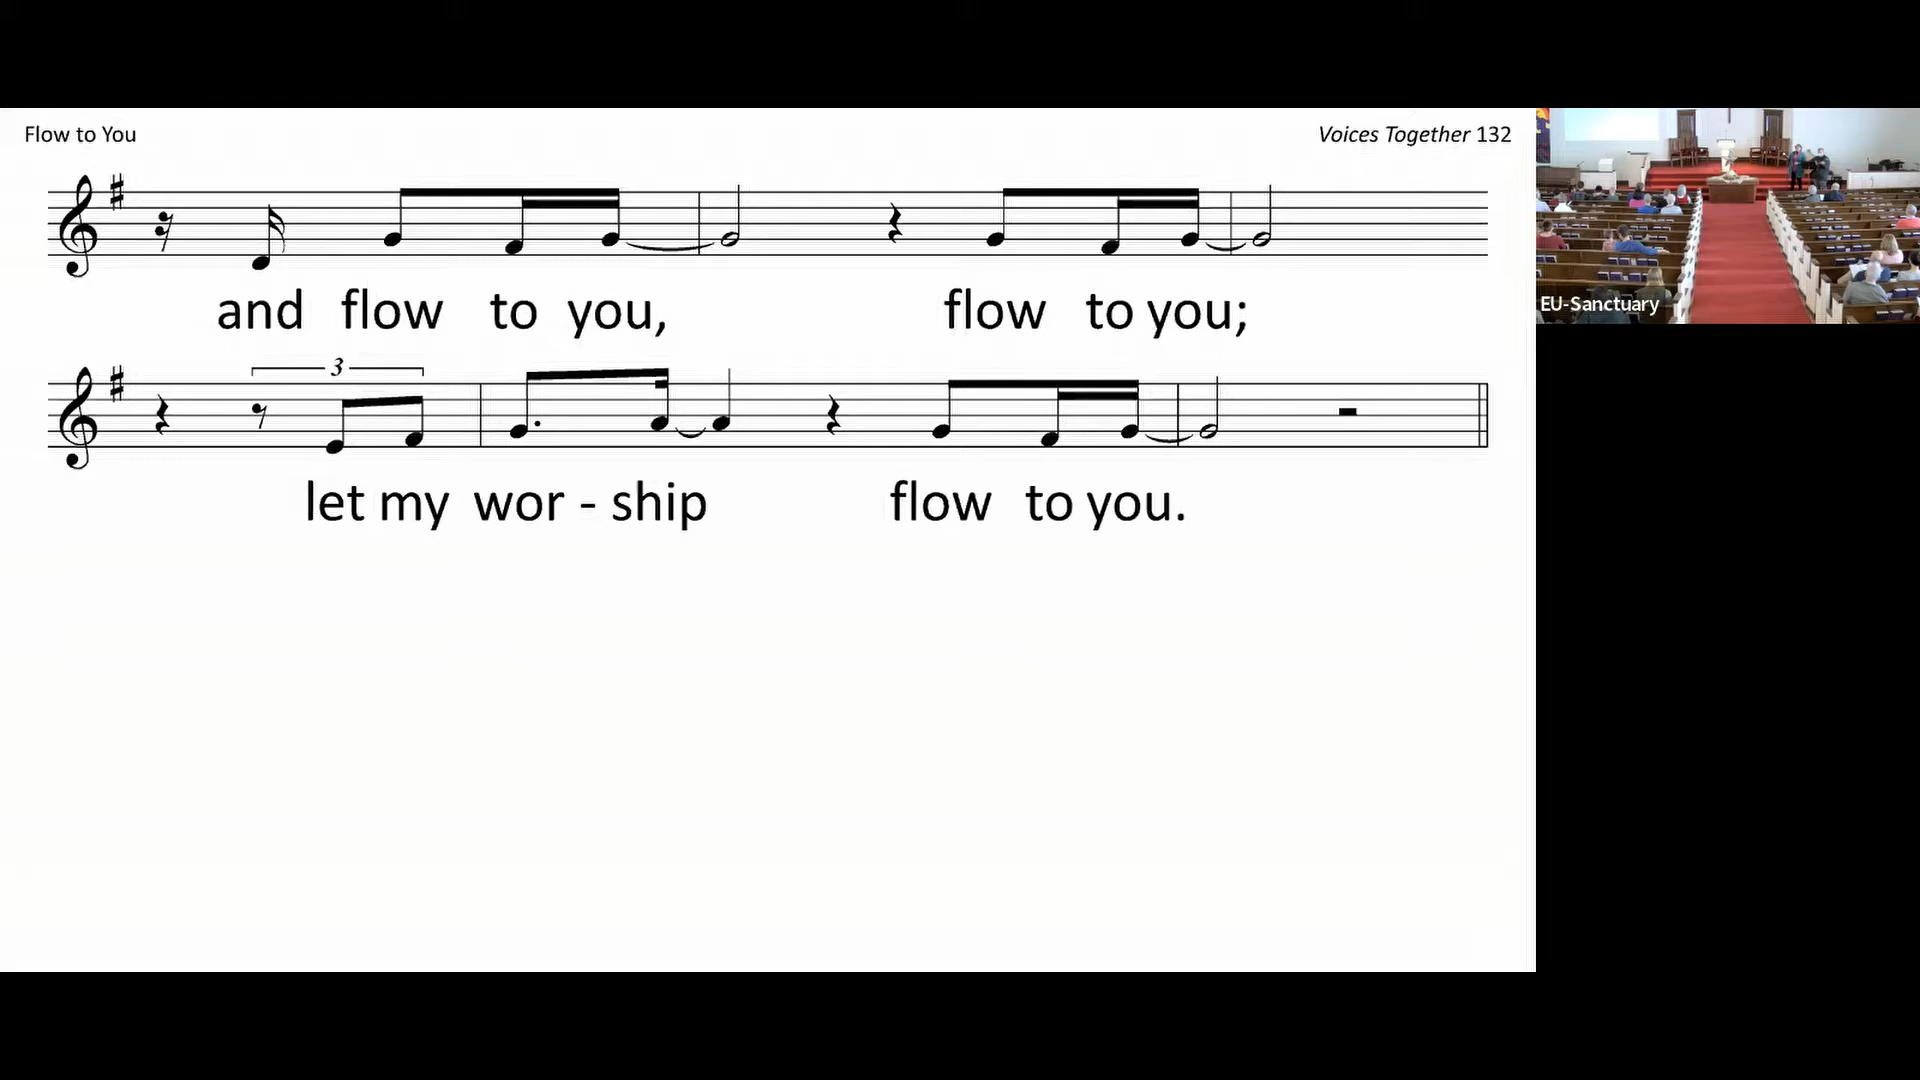 Flow to You
Voices Together 132
and flow to you, flow to you;
3
let my wor - ship flow to you.
EU-Sanctuary